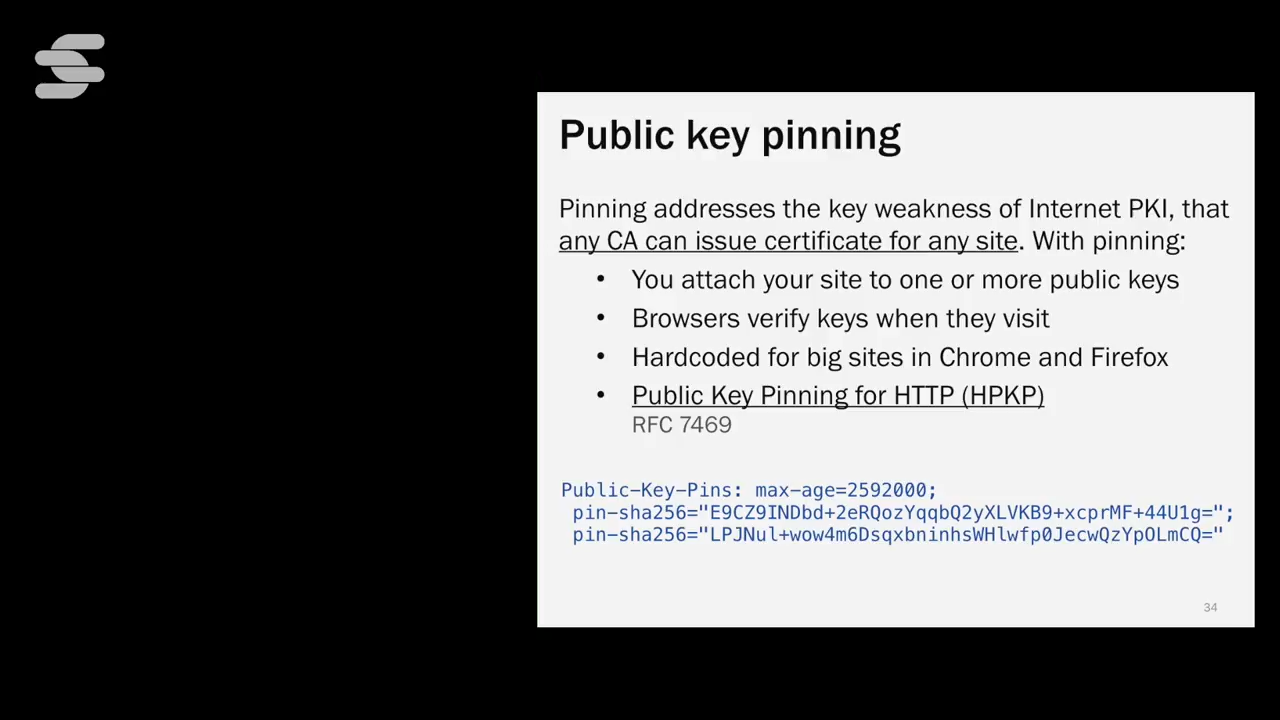 Public key pinning
Pinning addresses the key weakness of Internet PKI, that
any CA can issue certificate for any site. With pinning:
• You attach your site to one or more public keys
• Browsers verify keys when they visit
• Hardcoded for big sites in Chrome and Firefox
• Public Key Pinning for HTTP (HPKP)
RFC 7469
Public-Key-Pins: max-age=2592000;
pin-sha256="E9CZ9INDbd+2eRQozYqqbQ2yXLVKB9+xcprMF+44U1g=";
pin-sha256="LPJNul+wow4m6DsqxbninhsWHlwfp0JecwQzYpOLmCQ="
34